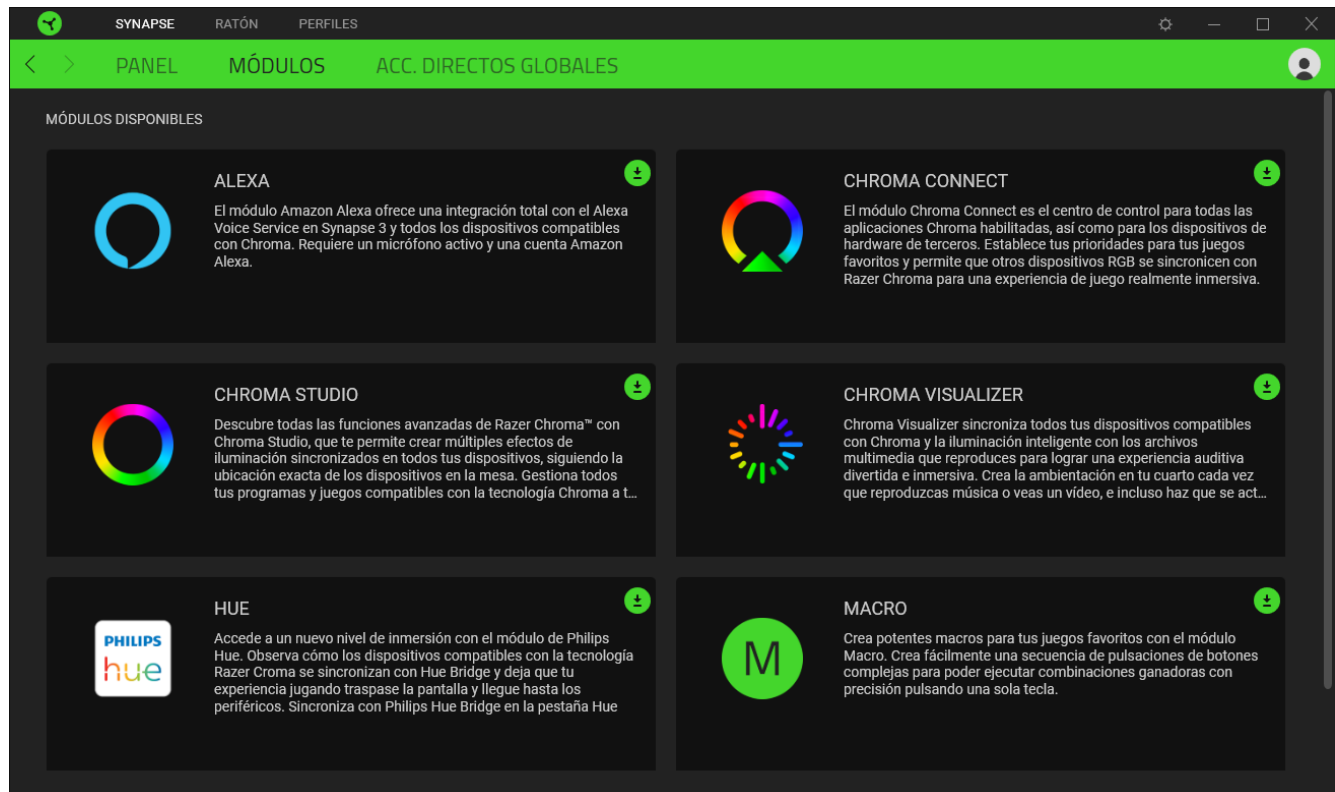 SYNAPSE RATÓN PERFILES
PANEL MÓDULOS ACC. DIRECTOS GLOBALES
MÓDULOS DISPONIBLES
ALEXA
El módulo Amazon Alexa ofrece una integración total con el Alexa
Voice Service en Synapse 3 y todos los dispositivos compatibles
con Chroma. Requiere un micrófono activo y una cuenta Amazon
Alexa.
CHROMA CONNECT
El módulo Chroma Connect es el centro de control para todas las
aplicaciones Chroma habilitadas, así como para los dispositivos de
hardware de terceros. Establece tus prioridades para tus juegos
favoritos y permite que otros dispositivos RGB se sincronicen con
Razer Chroma para una experiencia de juego realmente inmersiva.
CHROMA STUDIO
Descubre todas las funciones avanzadas de Razer Chroma™ con
Chroma Studio, que te permite crear múltiples efectos de
iluminación sincronizados en todos tus dispositivos, siguiendo la
ubicación exacta de los dispositivos en la mesa. Gestiona todos
tus programas y juegos compatibles con la tecnología Chroma a t...
CHROMA VISUALIZER
Chroma Visualizer sincroniza todos tus dispositivos compatibles
con Chroma y la iluminación inteligente con los archivos
multimedia que reproduces para lograr una experiencia auditiva
divertida e inmersiva. Crea la ambientación en tu cuarto cada vez
que reproduzcas música o veas un vídeo, e incluso haz que se act...
PHILIPS
hue
HUE
Accede a un nuevo nivel de inmersión con el módulo de Philips
Hue. Observa cómo los dispositivos compatibles con la tecnología
Razer Croma se sincronizan con Hue Bridge y deja que tu
experiencia jugando traspase la pantalla y llegue hasta los
periféricos. Sincroniza con Philips Hue Bridge en la pestaña Hue
M
MACRO
Crea potentes macros para tus juegos favoritos con el módulo
Macro. Crea fácilmente una secuencia de pulsaciones de botones
complejas para poder ejecutar combinaciones ganadoras con
precisión pulsando una sola tecla.